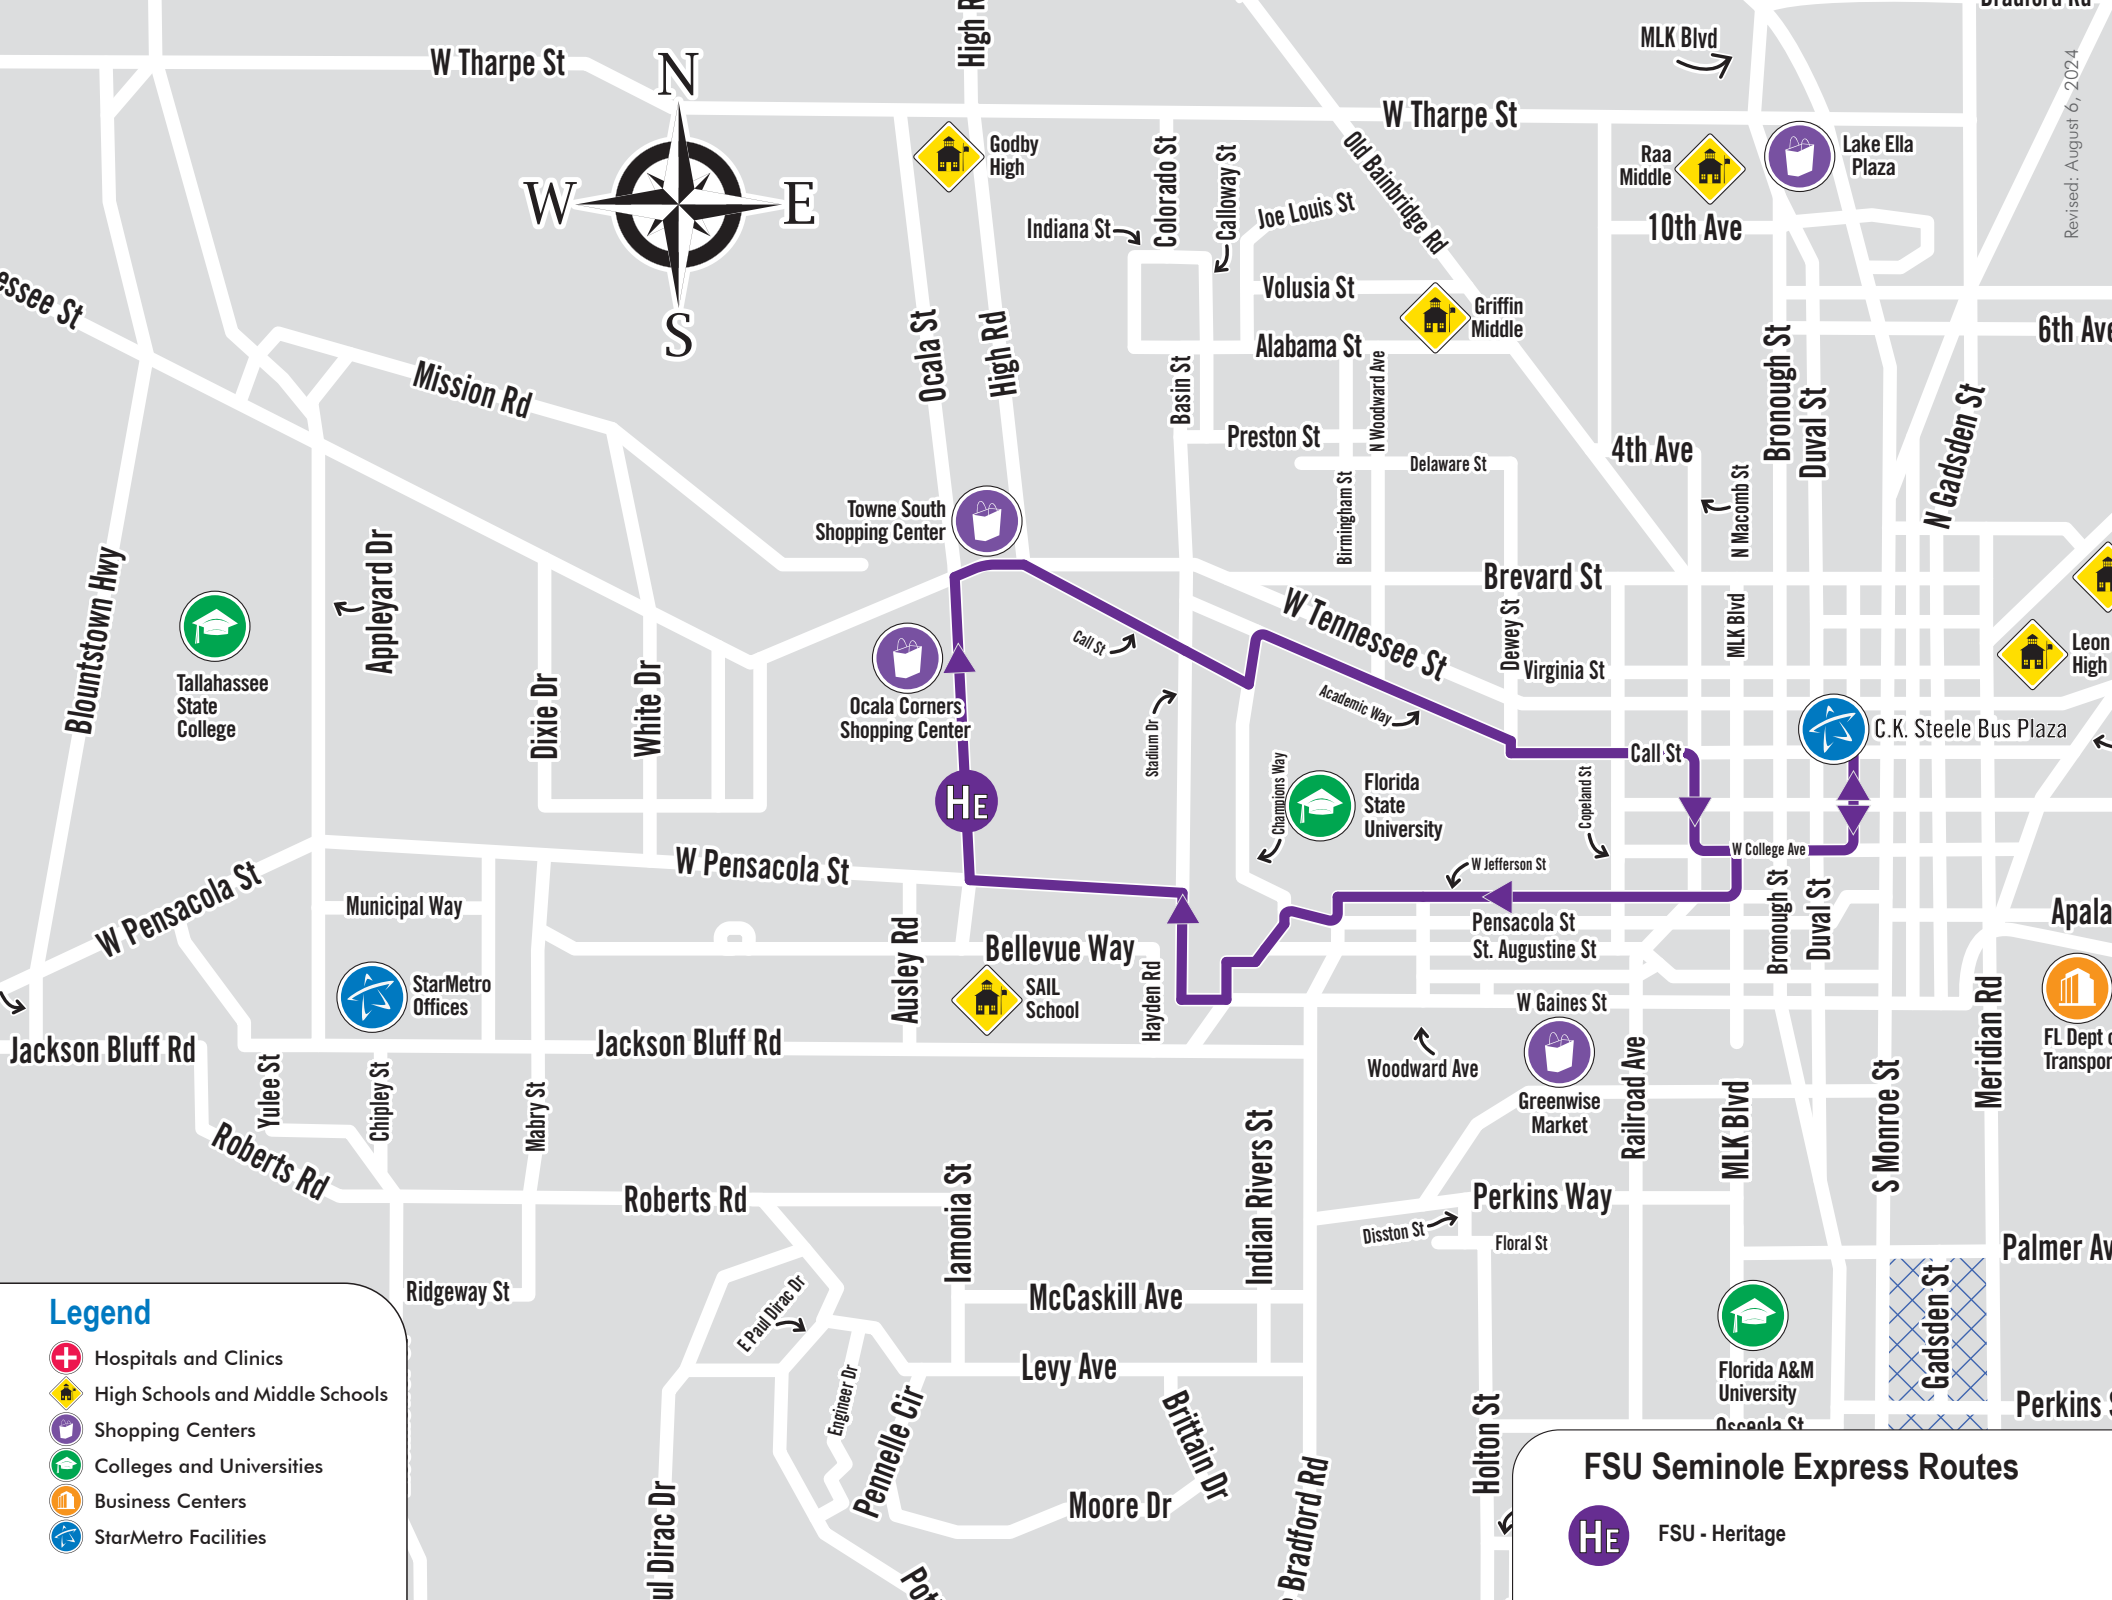 Bradford Rd
MLK Blvd
W Tharpe St
High R
N
W Tharpe St
Revised: August 6, 2024
Godby
High
Colorado St
Calloway St
Old Bainbridge Rd
Raa
Middle
Lake Ella
Plaza
W
E
Indiana St
Joe Louis St
10th Ave
essee St
S
Volusia St
Griffin
Middle
6th Ave
Ocala St
High Rd
Alabama St
Bronough St
Duval St
Mission Rd
Basin St
N Woodward Ave
N Gadsden St
Preston St
4th Ave
Delaware St
N Macomb St
Birmingham St
Towne South
Shopping Center
Blountstown Hwy
Appleyard Dr
Brevard St
W Tennessee St
Dewey St
MLK Blvd
Call St
Leon
High
Virginia St
Tallahassee
State
College
Dixie Dr
White Dr
Ocala Corners
Shopping Center
Academic Way
Stadium Dr
C.K. Steele Bus Plaza
Call St
HE
Champions Way
Florida
State
University
Copeland St
W College Ave
W Pensacola St
W Jefferson St
W Pensacola St
Municipal Way
Ausley Rd
Bellevue Way
Pensacola St
St. Augustine St
Bronough St
Duval St
Apala
StarMetro
Offices
SAIL
School
Hayden Rd
W Gaines St
Meridian Rd
Jackson Bluff Rd
Jackson Bluff Rd
Woodward Ave
Greenwise
Market
Railroad Ave
MLK Blvd
S Monroe St
FL Dept o
Transpor
Yulee St
Chipley St
Mabry St
Roberts Rd
Roberts Rd
Iamonia St
Indian Rivers St
Perkins Way
Disston St
Floral St
Palmer Av
Ridgeway St
E Paul Dirac Dr
McCaskill Ave
Gadsden St
Levy Ave
Engineer Dr
Pennelle Cir
Brittain Dr
Florida A&M
University
Osceola St
Perkins S
Holton St
Moore Dr
ul Dirac Dr
Bradford Rd
Pot
Legend
Hospitals and Clinics
High Schools and Middle Schools
Shopping Centers
Colleges and Universities
Business Centers
StarMetro Facilities
FSU Seminole Express Routes
HE
FSU - Heritage